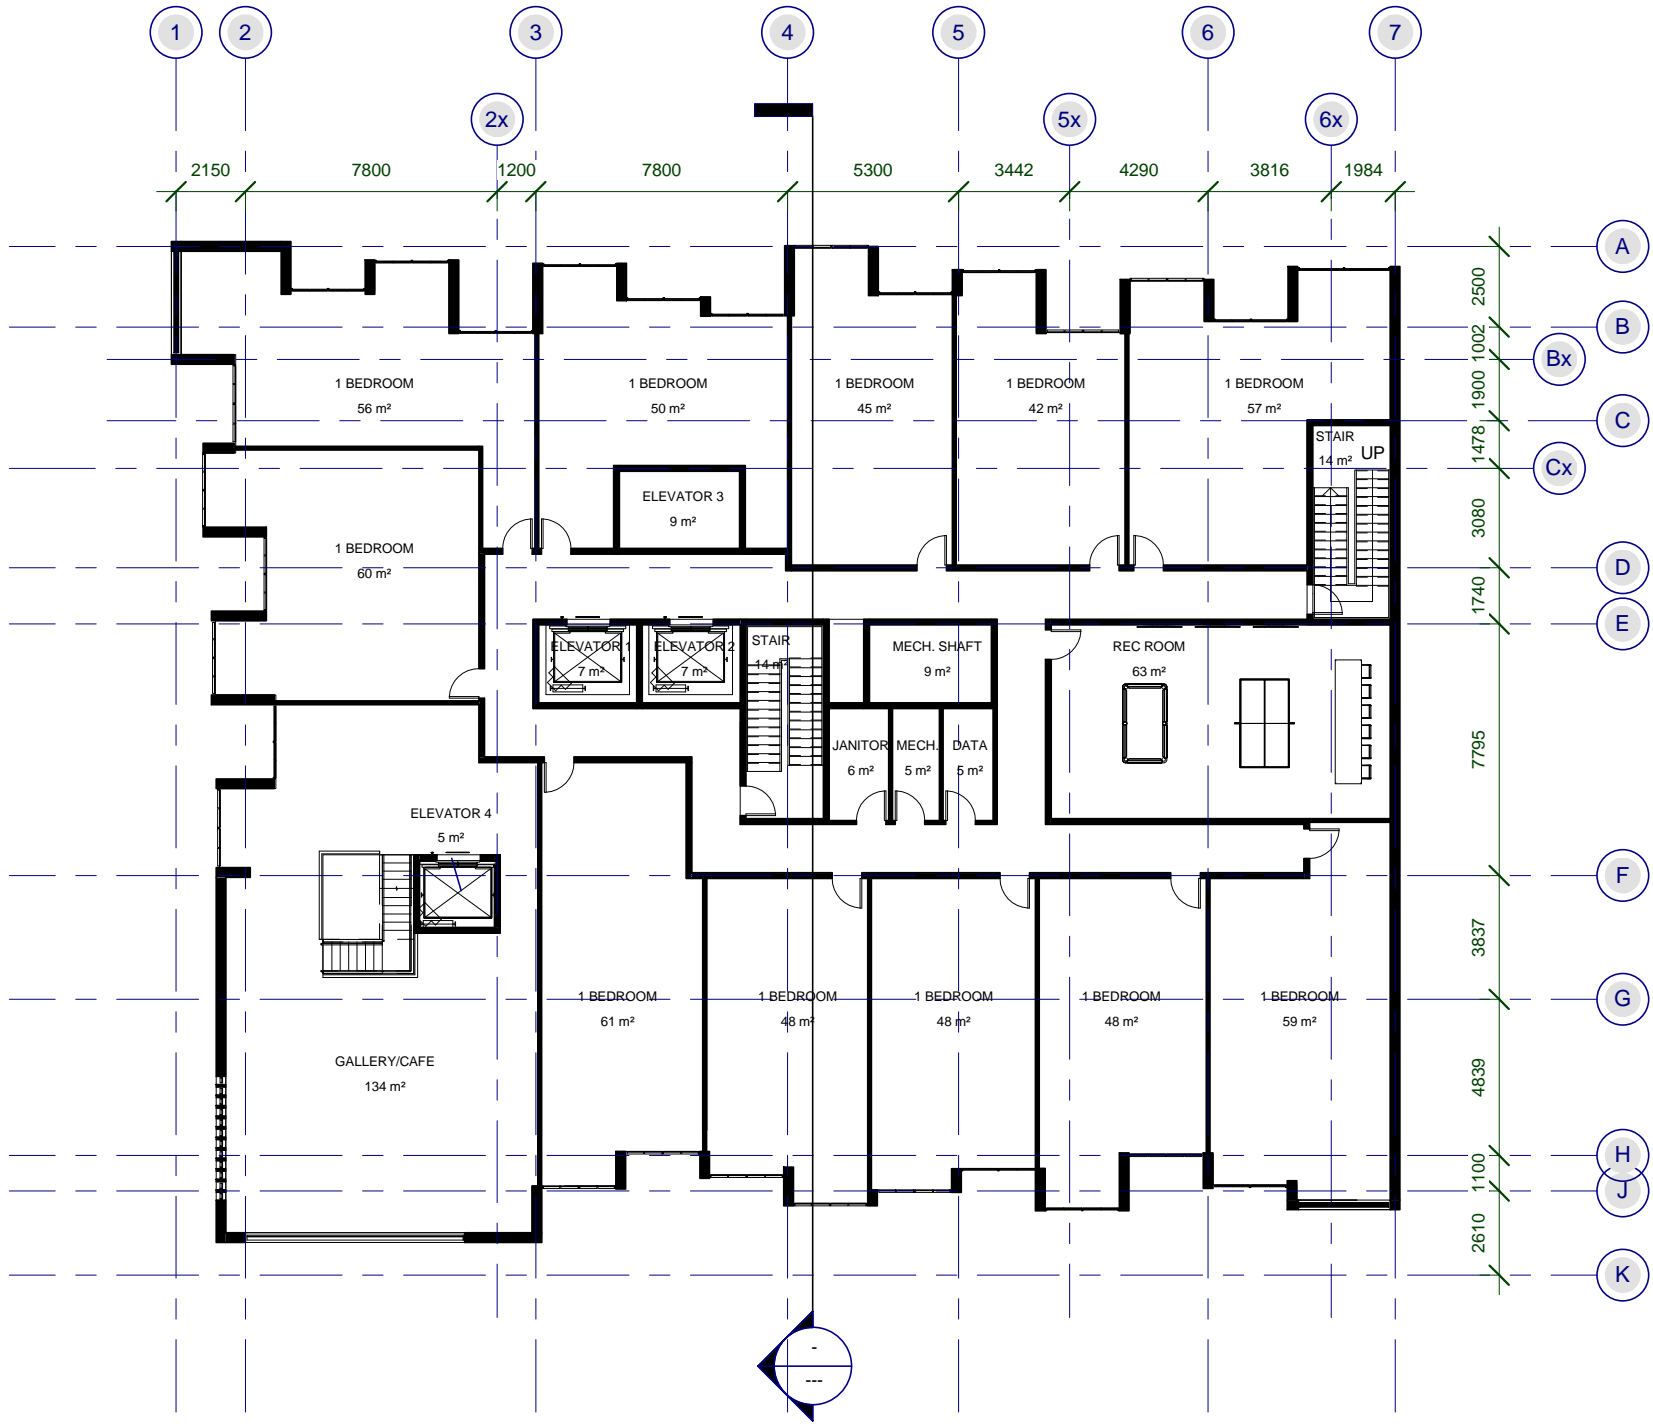 1 2 3 4 5 6 7
2x 5x 6x
2150 7800 1200 7800 5300 3442 4290 3816 1984
A
2500
B
1002
Bx
1900
C
1478
Cx
3080
D
1740
E
7795
F
3837
G
4839
H
1100
J
2610
K
1 BEDROOM
56 m²
1 BEDROOM
50 m²
1 BEDROOM
45 m²
1 BEDROOM
42 m²
1 BEDROOM
57 m²
STAIR
14 m²
UP
ELEVATOR 3
9 m²
1 BEDROOM
60 m²
ELEVATOR 1
7 m²
ELEVATOR 2
7 m²
STAIR
14 m²
MECH. SHAFT
9 m²
REC ROOM
63 m²
JANITOR
6 m²
MECH.
5 m²
DATA
5 m²
ELEVATOR 4
5 m²
1 BEDROOM
61 m²
1 BEDROOM
48 m²
1 BEDROOM
48 m²
1 BEDROOM
48 m²
1 BEDROOM
59 m²
GALLERY/CAFE
134 m²
-
---